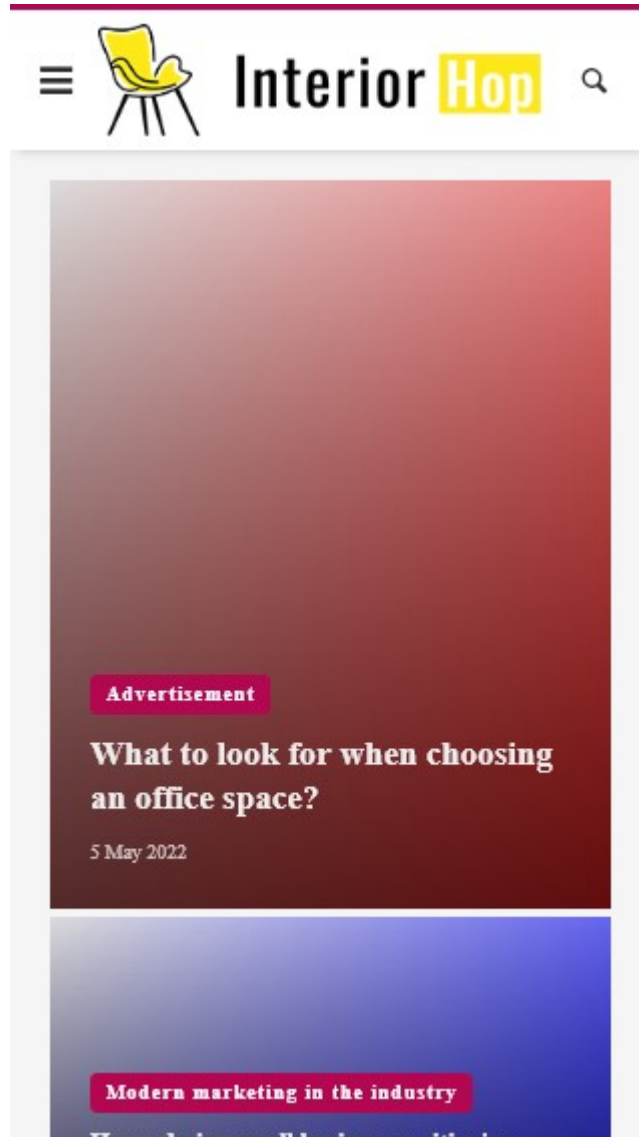 Interior Hop
Advertisement
What to look for when choosing
an office space?
5 May 2022
Modern marketing in the industry